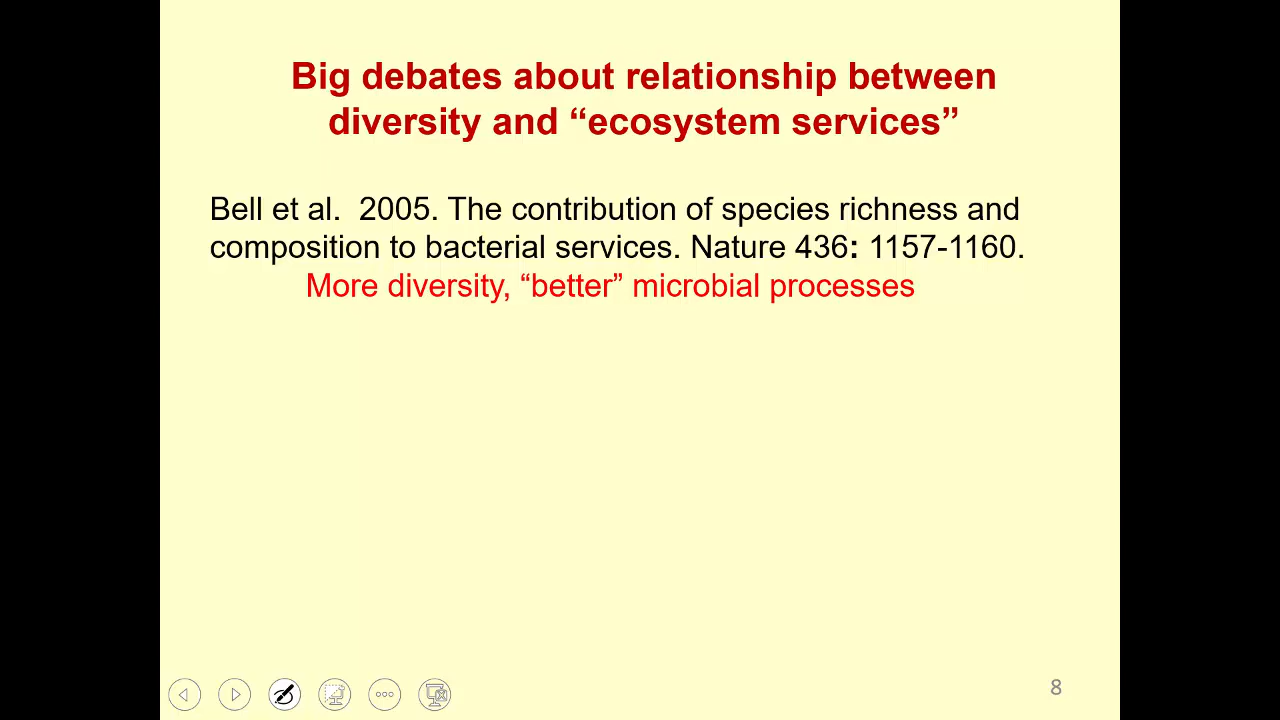 Big debates about relationship between
diversity and “ecosystem services”
Bell et al.  2005. The contribution of species richness and
composition to bacterial services. Nature 436: 1157-1160.
More diversity, “better” microbial processes
8